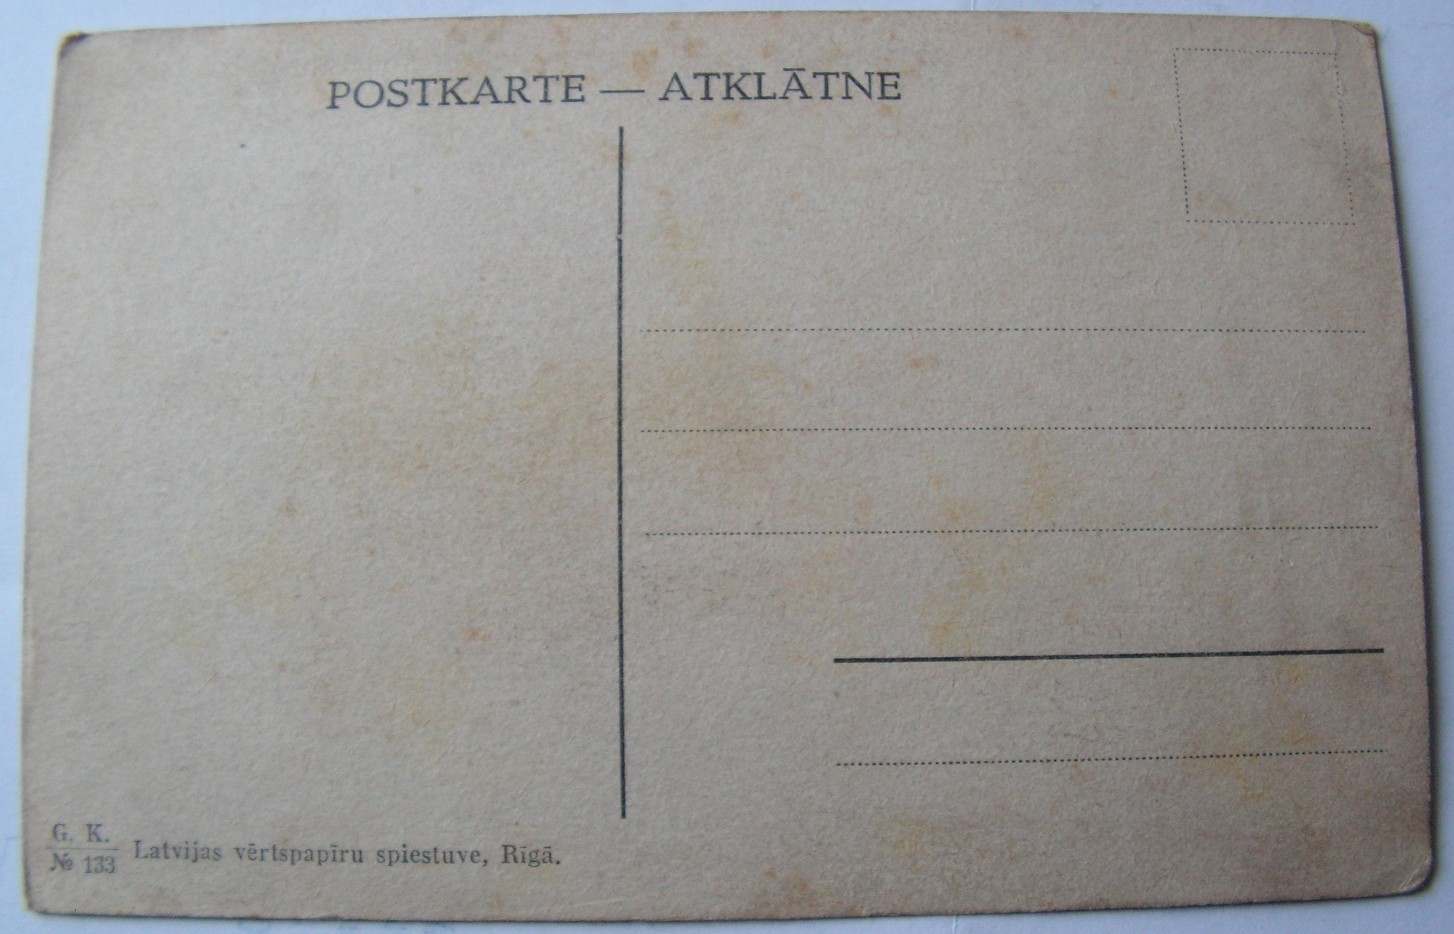 POSTKARTE — ATKLĀTNE
G. K.
№ 133
Latvijas vērtspapīru spiestuve, Rīgā.